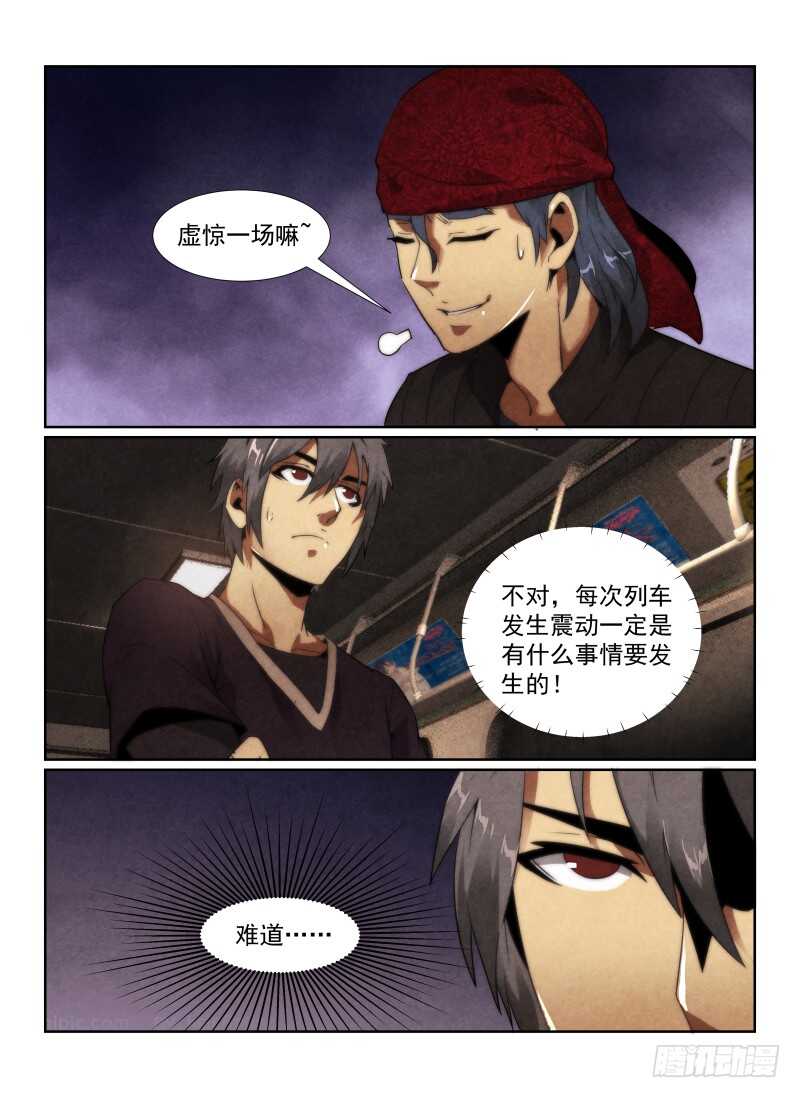 虚惊一场嘛~
不对，每次列车
发生震动一定是
有什么事情要发
生的！
难道……
腾讯动漫